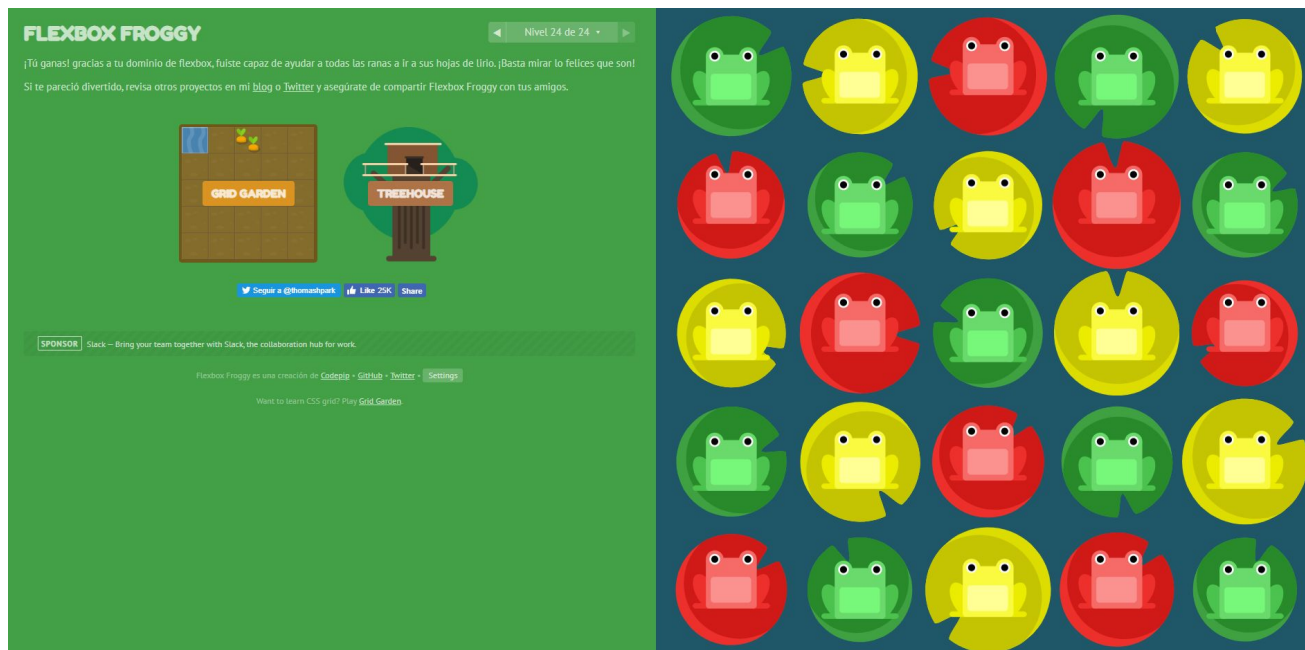 FLEXBOX FROGGY
Nivel 24 de 24
¡Tú ganas! gracias a tu dominio de flexbox, fuiste capaz de ayudar a todas las ranas a ir a sus hojas de lirio. ¡Basta mirar lo felices que son!
Si te pareció divertido, revisa otros proyectos en mi blog o Twitter y asegúrate de compartir Flexbox Froggy con tus amigos.
GRID GARDEN
TREEHOUSE
Seguir a @thomashpark Like 25K Share
SPONSOR Slack — Bring your team together with Slack, the collaboration hub for work.
Flexbox Froggy es una creación de Codepip • GitHub • Twitter • Settings
Want to learn CSS grid? Play Grid Garden.